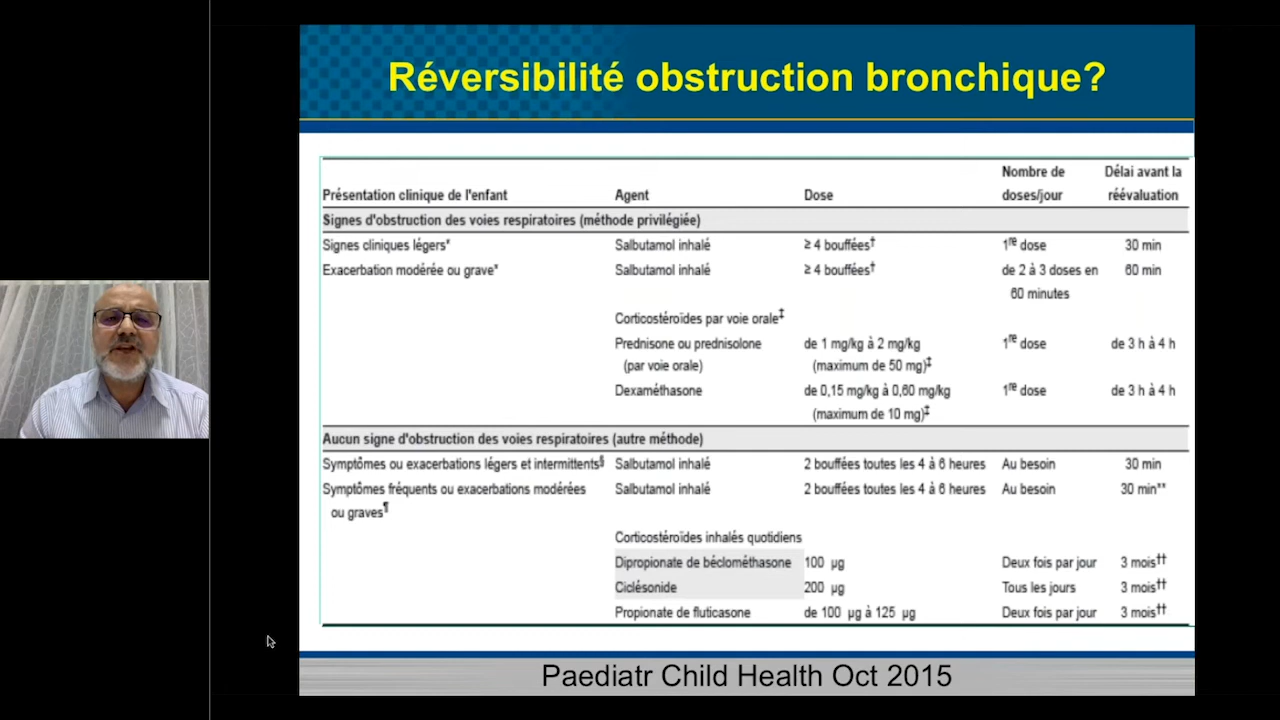 Réversibilité obstruction bronchique?
Nombre de Délai avant la
Présentation clinique de l'enfant Agent Dose doses/jour réévaluation
Signes d'obstruction des voies respiratoires (méthode privilégiée)
Signes cliniques légers* Salbutamol inhalé ≥ 4 bouffées† 1re dose 30 min
Exacerbation modérée ou grave* Salbutamol inhalé ≥ 4 bouffées† de 2 à 3 doses en 60 min
60 minutes
Corticostéroïdes par voie orale‡
Prednisone ou prednisolone de 1 mg/kg à 2 mg/kg 1re dose de 3 h à 4 h
(par voie orale) (maximum de 50 mg)‡
Dexaméthasone de 0,15 mg/kg à 0,60 mg/kg 1re dose de 3 h à 4 h
(maximum de 10 mg)‡
Aucun signe d'obstruction des voies respiratoires (autre méthode)
Symptômes ou exacerbations légers et intermittents§ Salbutamol inhalé 2 bouffées toutes les 4 à 6 heures Au besoin 30 min
Symptômes fréquents ou exacerbations modérées Salbutamol inhalé 2 bouffées toutes les 4 à 6 heures Au besoin 30 min**
ou graves¶
Corticostéroïdes inhalés quotidiens
Dipropionate de béclométhasone 100 µg Deux fois par jour 3 mois††
Ciclésonide 200 µg Tous les jours 3 mois††
Propionate de fluticasone de 100 µg à 125 µg Deux fois par jour 3 mois††
Paediatr Child Health Oct 2015